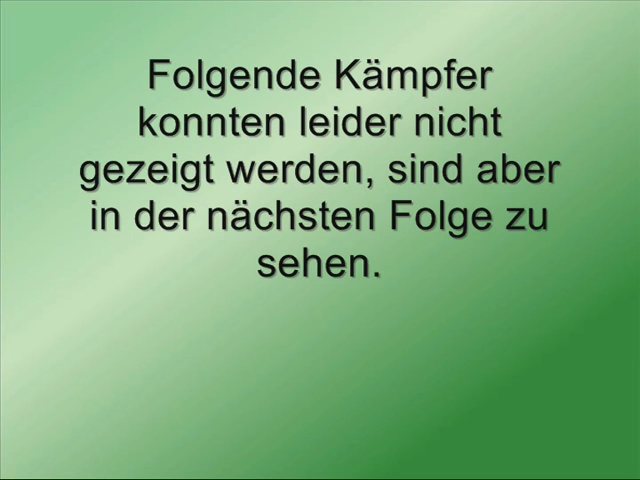 Folgende Kämpfer
konnten leider nicht
gezeigt werden, sind aber
in der nächsten Folge zu
sehen.